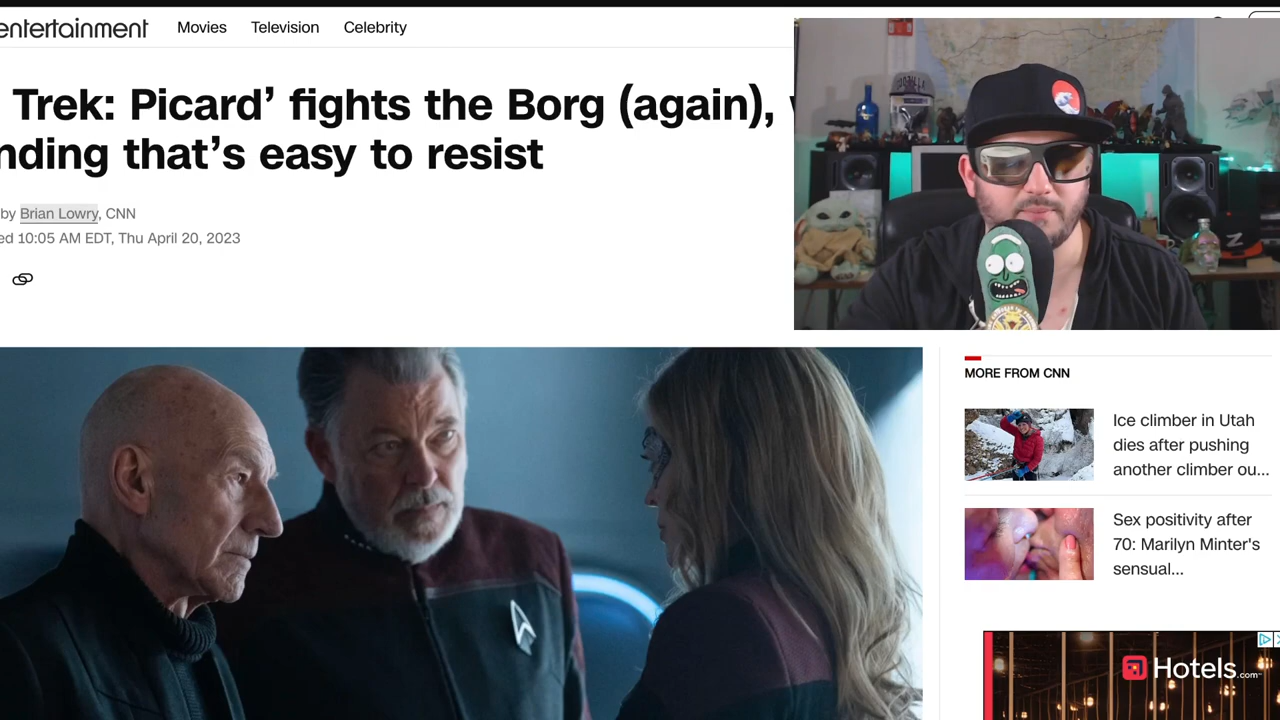 entertainment Movies Television Celebrity
Trek: Picard’ fights the Borg (again),
nding that’s easy to resist
by Brian Lowry, CNN
ed 10:05 AM EDT, Thu April 20, 2023
MORE FROM CNN
Ice climber in Utah
dies after pushing
another climber ou...
Sex positivity after
70: Marilyn Minter's
sensual...
Hotels.com